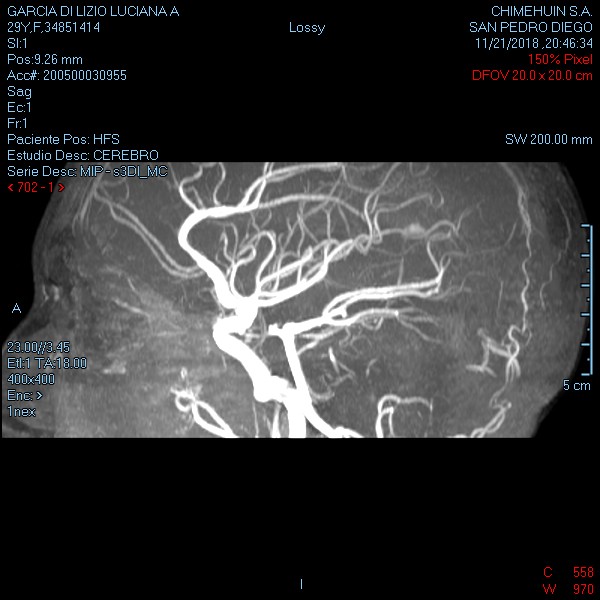 GARCIA DI LIZIO LUCIANA A
29Y,F,34851414
Sl:1
Pos:9.26 mm
Acc#: 200500030955
Sag
Ec:1
Fr:1
Paciente Pos: HFS
Estudio Desc: CEREBRO
Serie Desc: MIP - s3DI_MC
< 702 - 1 >
Lossy
CHIMEHUIN S.A.
SAN PEDRO DIEGO
11/21/2018 ,20:46:34
150% Pixel
DFOV 20.0 x 20.0 cm
SW 200.00 mm
A
23.00//3.45
Etl:1 TA:18.00
400x400
Enc: >
1nex
5 cm
I
C 558
W 970